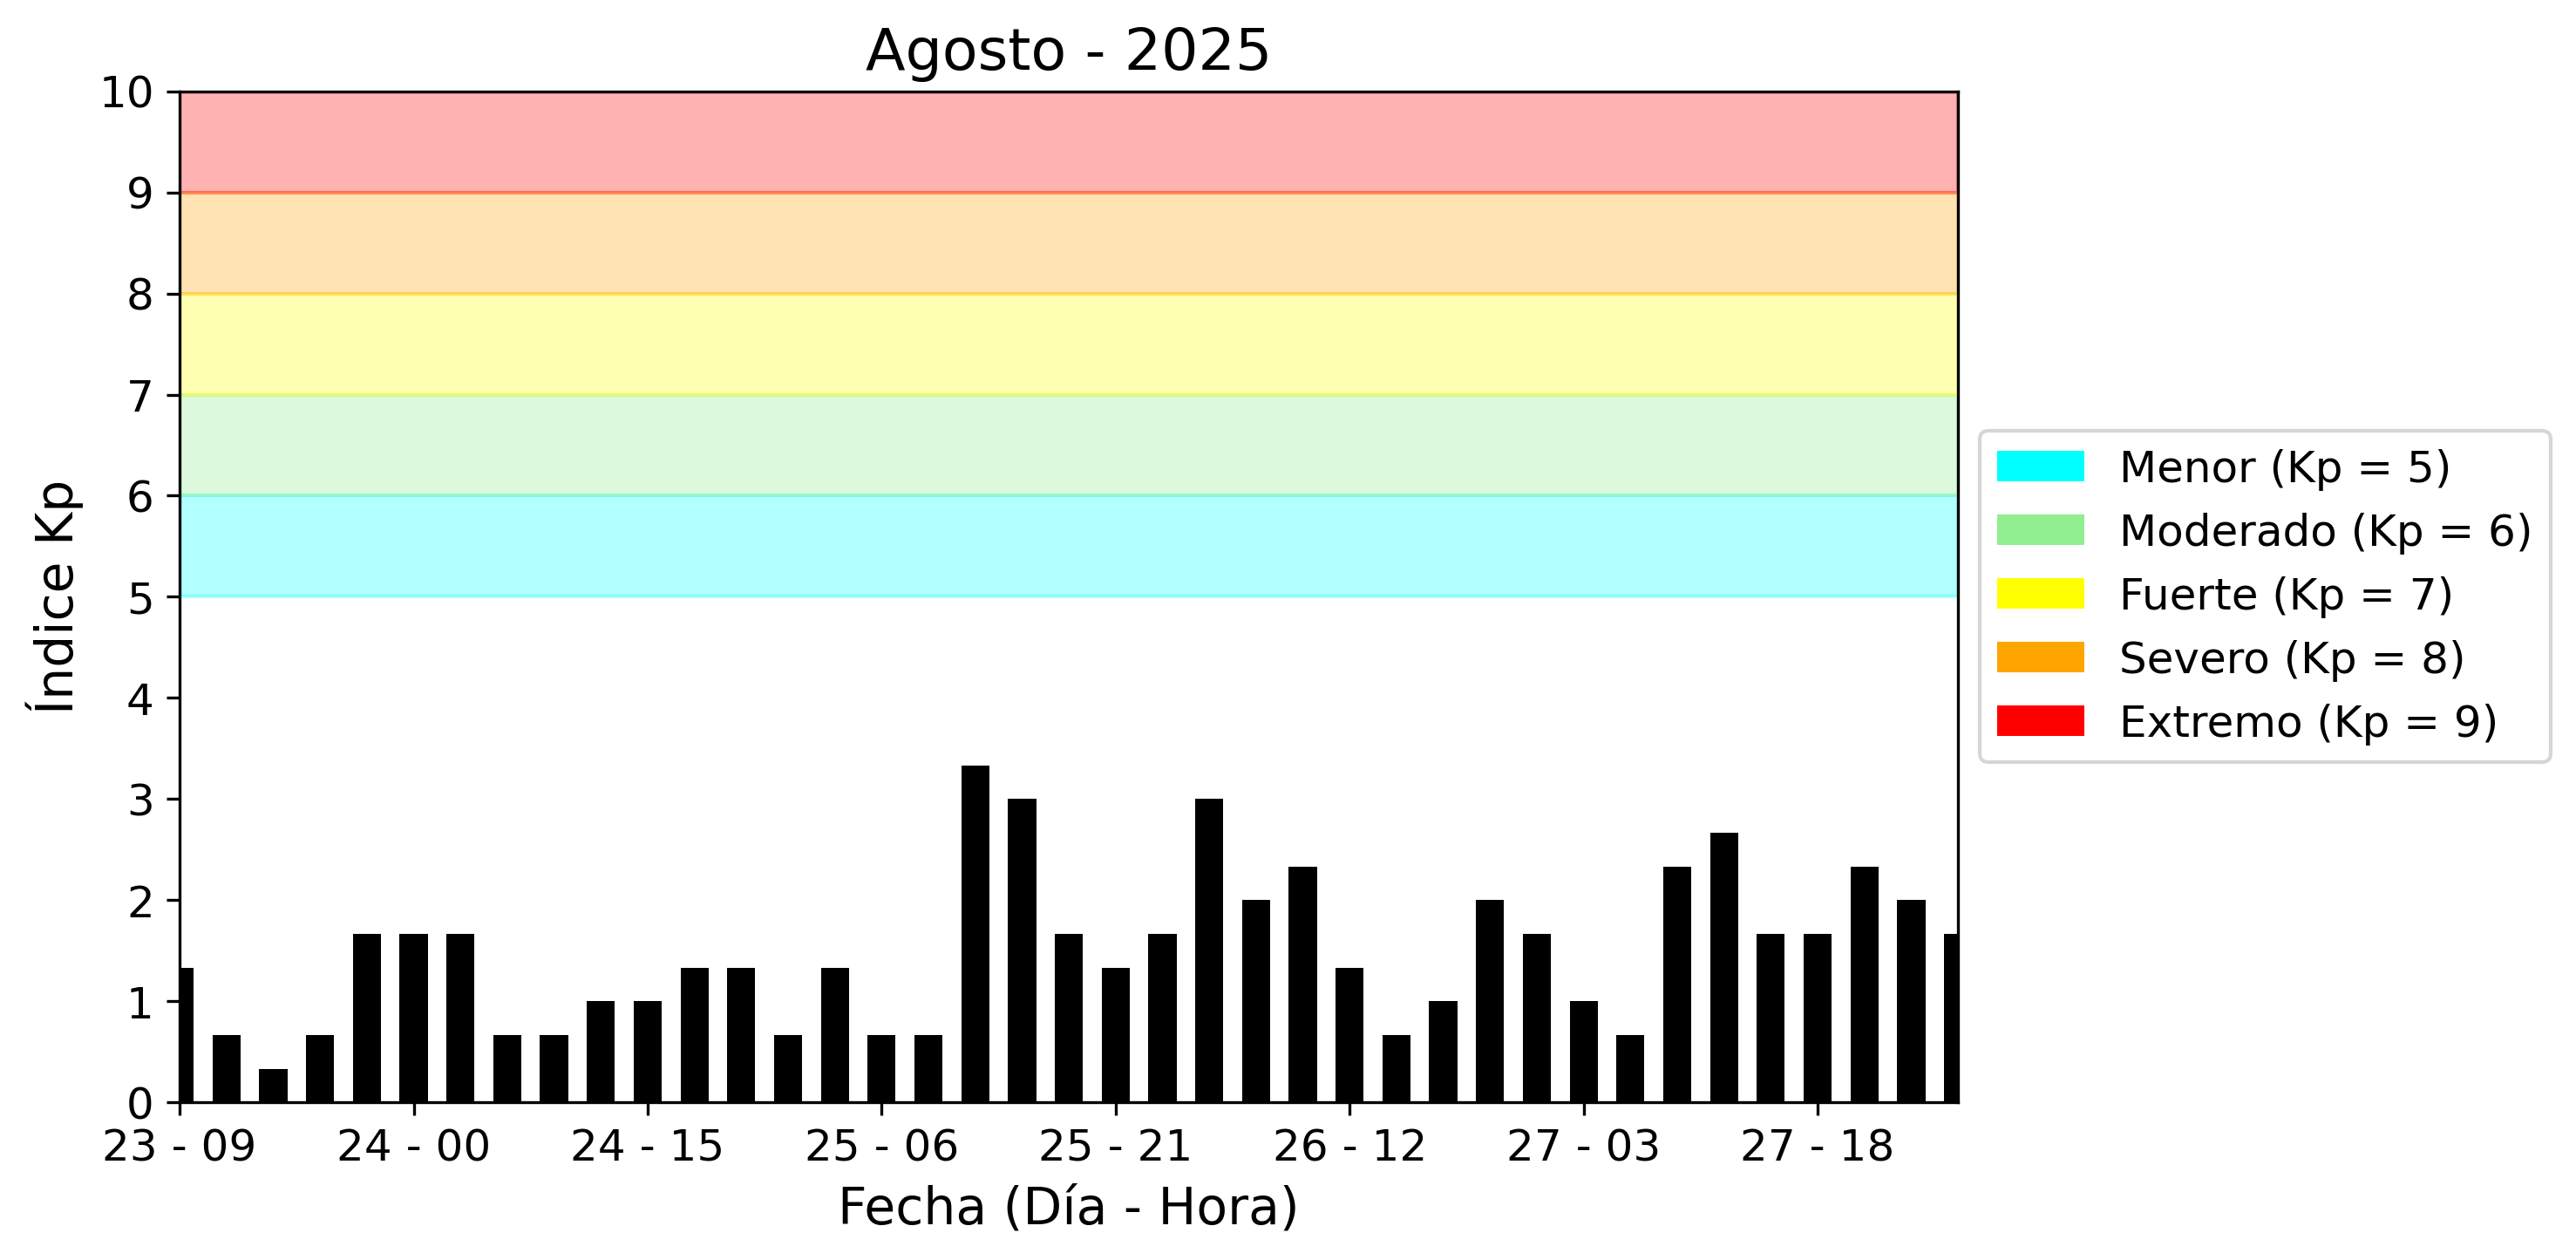 Agosto - 2025
10
9
8
7
6
5
4
3
2
1
0
Índice Kp
23 - 09
24 - 00
24 - 15
25 - 06
25 - 21
26 - 12
27 - 03
27 - 18
Fecha (Día - Hora)
Menor (Kp = 5)
Moderado (Kp = 6)
Fuerte (Kp = 7)
Severo (Kp = 8)
Extremo (Kp = 9)